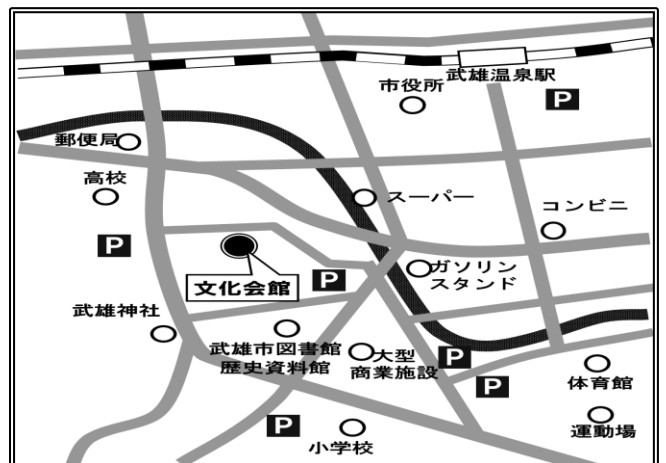 武雄温泉駅
市役所
P
郵便局
高校
スーパー
コンビニ
P
文化会館
P
ガソリン
スタンド
武雄神社
武雄市図書館
歴史資料館
大型
商業施設
P
P
体育館
P
小学校
運動場